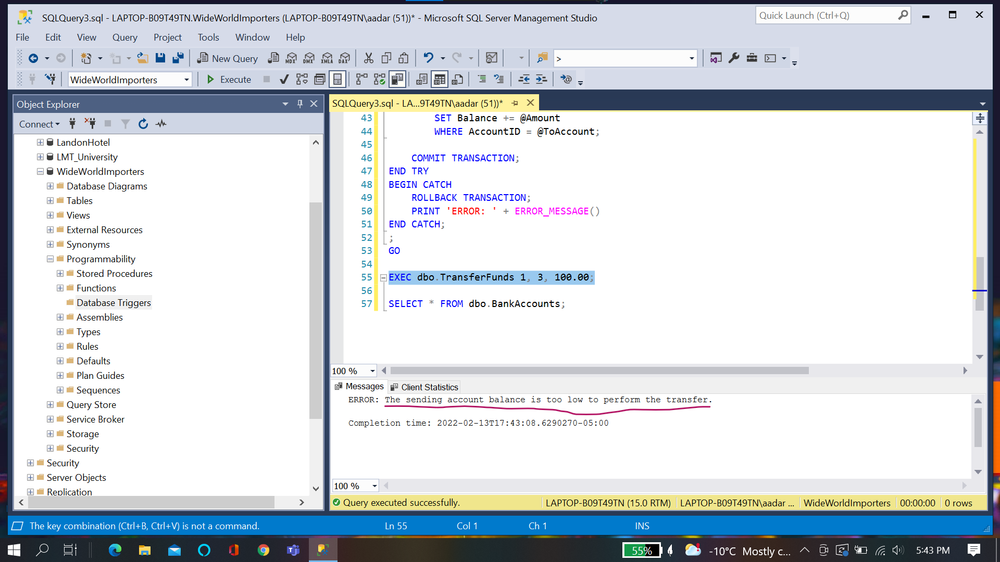 SQLQuery3.sql - LAPTOP-B09T49TN.WideWorldImporters (LAPTOP-B09T49TN\aadar (51))* - Microsoft SQL Server Management Studio
Quick Launch (Ctrl+Q)
File Edit View Query Project Tools Window Help
New Query
MDX DMX XMLA DAX
>
WideWorldImporters
Execute
Object Explorer
Connect
LandonHotel
LMT_University
WideWorldImporters
Database Diagrams
Tables
Views
External Resources
Synonyms
Programmability
Stored Procedures
Functions
Database Triggers
Assemblies
Types
Rules
Defaults
Plan Guides
Sequences
Query Store
Service Broker
Storage
Security
Security
Server Objects
Replication
SQLQuery3.sql - LA...9T49TN\aadar (51))*
43 SET Balance += @Amount
44 WHERE AccountID = @ToAccount;
45
46 COMMIT TRANSACTION;
47 END TRY
48 BEGIN CATCH
49 ROLLBACK TRANSACTION;
50 PRINT 'ERROR: ' + ERROR_MESSAGE()
51 END CATCH;
52 ;
53 GO
54
55 EXEC dbo.TransferFunds 1, 3, 100.00;
56
57 SELECT * FROM dbo.BankAccounts;
100 %
Messages Client Statistics
ERROR: The sending account balance is too low to perform the transfer.
Completion time: 2022-02-13T17:43:08.6290270-05:00
100 %
Query executed successfully. LAPTOP-B09T49TN (15.0 RTM) LAPTOP-B09T49TN\aadar ... WideWorldImporters 00:00:00 0 rows
The key combination (Ctrl+B, Ctrl+V) is not a command. Ln 55 Col 1 Ch 1 INS
55% -10°C Mostly c... 5:43 PM